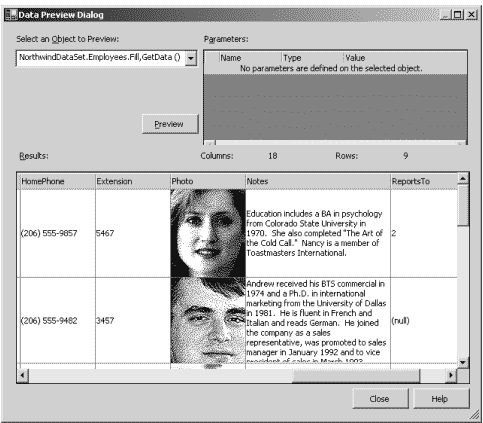 Data Preview Dialog
Select an Object to Preview:
Parameters:
NorthwindDataSet.Employees.Fill,GetData ()
Name Type Value
No parameters are defined on the selected object.
Preview
Results:
Columns: 18 Rows: 9
HomePhone Extension Photo Notes ReportsTo
(206) 555-9857 5467 2
Education includes a BA in psychology
from Colorado State University in
1970. She also completed "The Art of
the Cold Call." Nancy is a member of
Toastmasters International.
(206) 555-9482 3457 (null)
Andrew received his BTS commercial in
1974 and a Ph.D. in international
marketing from the University of Dallas
in 1981. He is fluent in French and
Italian and reads German. He joined
the company as a sales
representative, was promoted to sales
manager in January 1992 and to vice
president of sales in March 1993.
Close Help